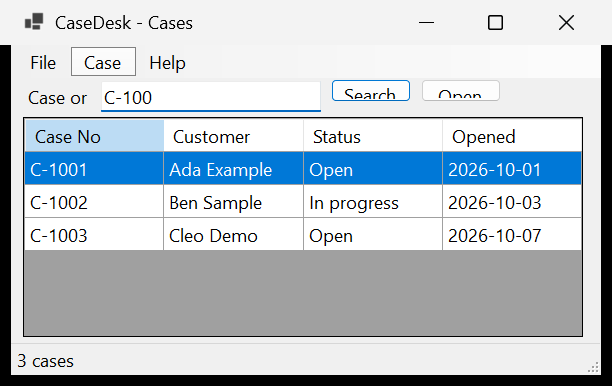 CaseDesk - Cases
File Case Help
Case or C-100 Search Open
Case No Customer Status Opened
C-1001 Ada Example Open 2026-10-01
C-1002 Ben Sample In progress 2026-10-03
C-1003 Cleo Demo Open 2026-10-07
3 cases